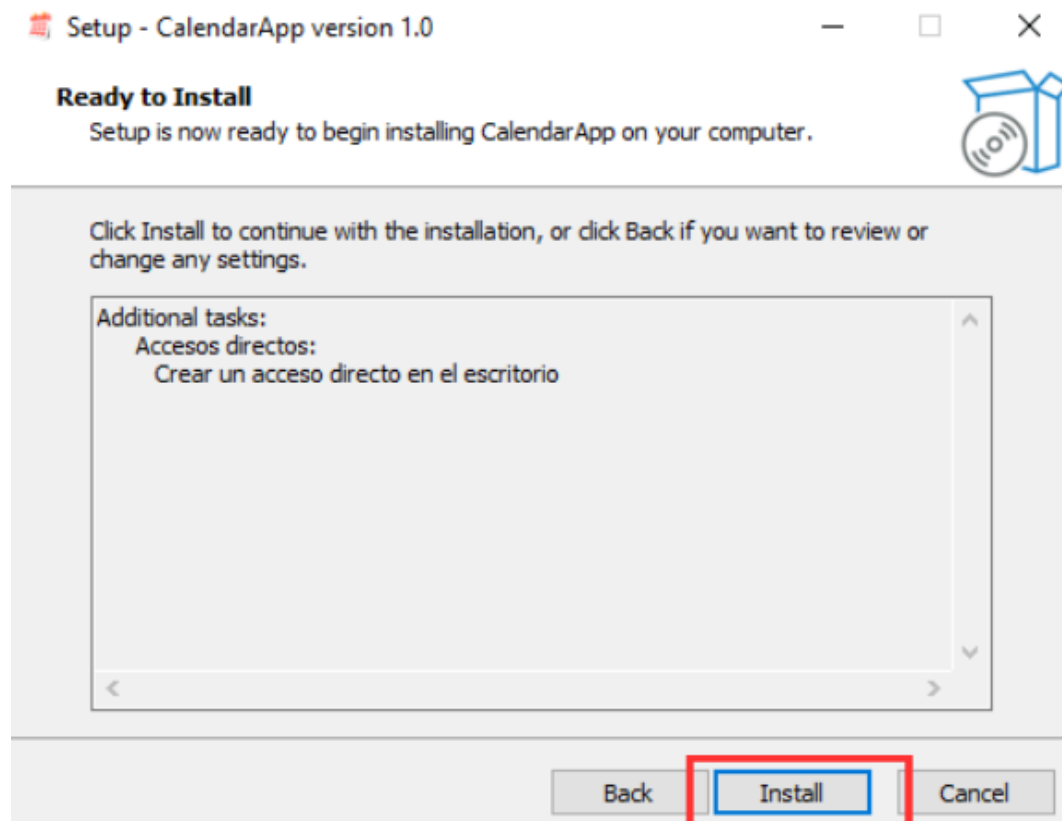 Setup - CalendarApp version 1.0
Ready to Install
Setup is now ready to begin installing CalendarApp on your computer.
Click Install to continue with the installation, or click Back if you want to review or
change any settings.
Additional tasks:
Accesos directos:
Crear un acceso directo en el escritorio
Back
Install
Cancel